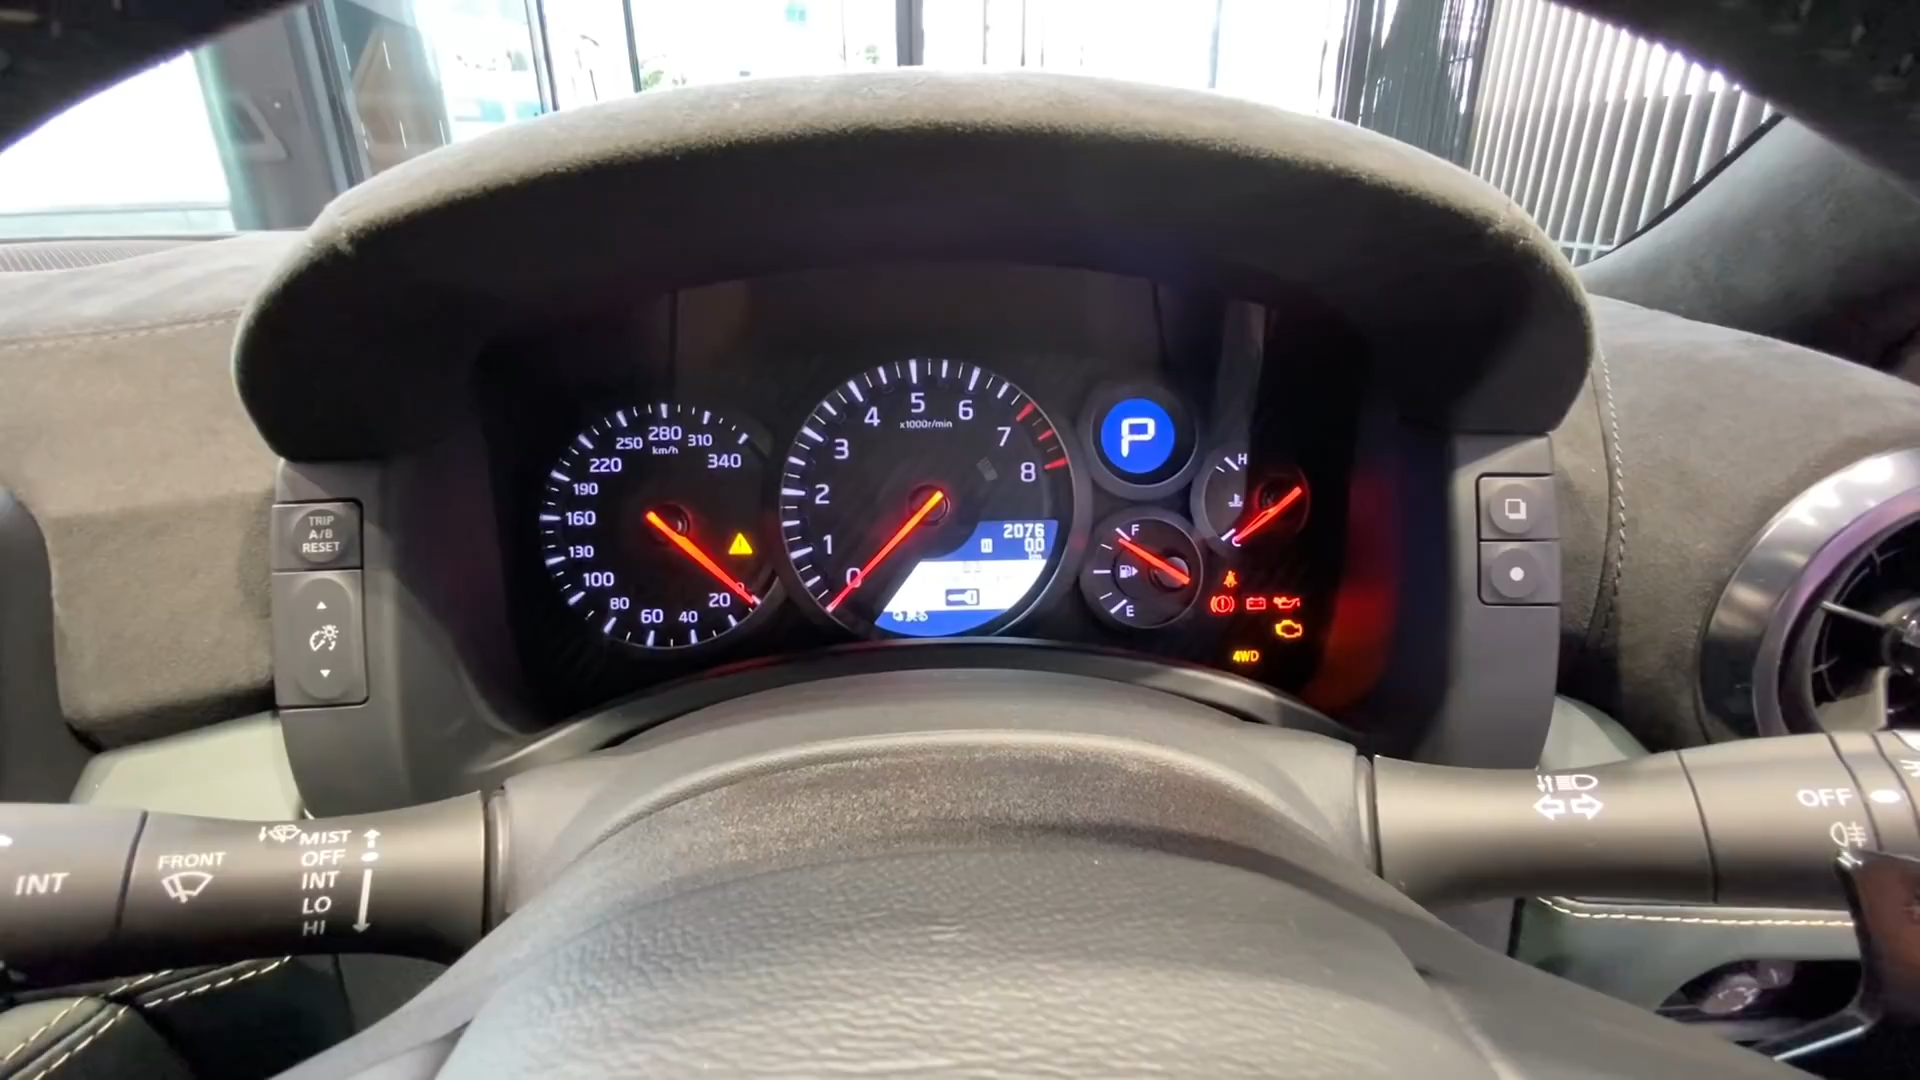 TRIP
A/B
RESET
0
20
40
60
80
100
130
160
190
220
250
280
310
340
km/h
0
1
2
3
4
5
6
7
8
x1000r/min
2076
0.0
km
P
H
C
F
E
4WD
INT
FRONT
MIST
OFF
INT
LO
HI
OFF